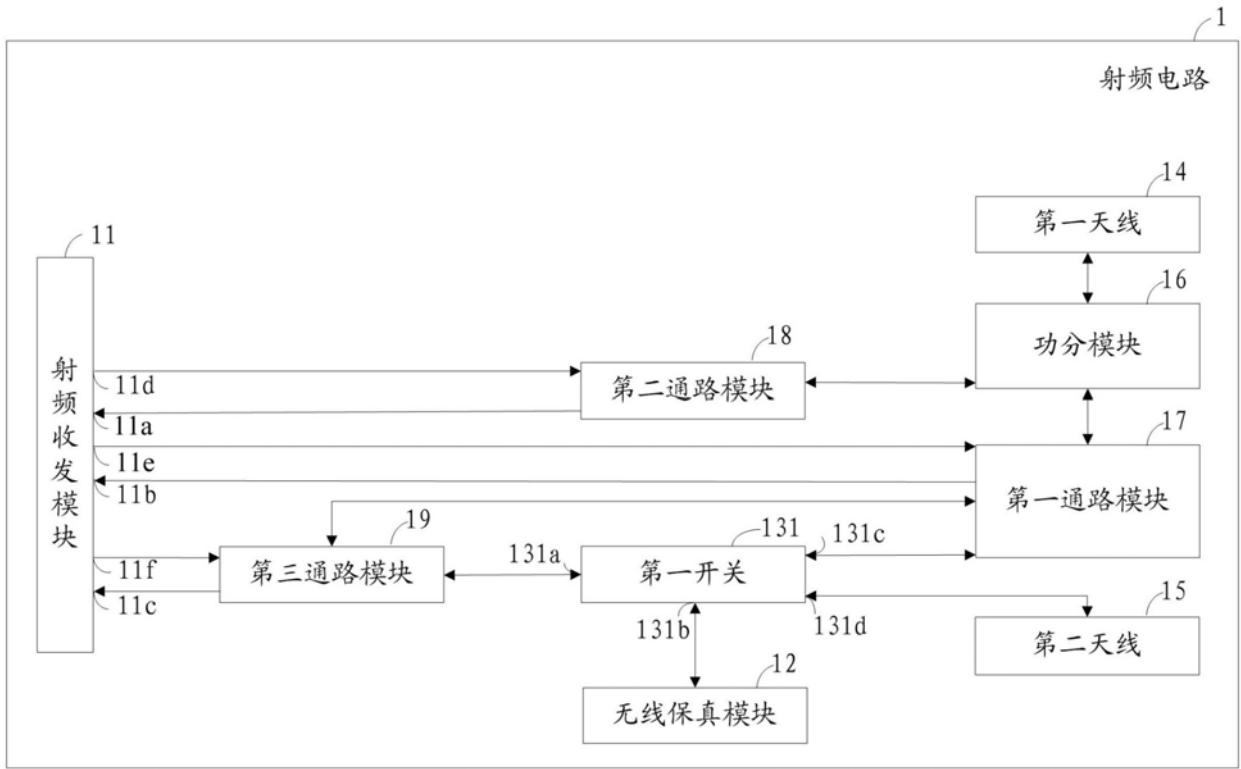 1
射频电路
14
第一天线
11
16
射频收发模块
功分模块
18
11d
第二通路模块
11a
17
11e
11b
第一通路模块
19
131
131c
11f
第三通路模块
131a
第一开关
11c
15
131b
131d
第二天线
12
无线保真模块